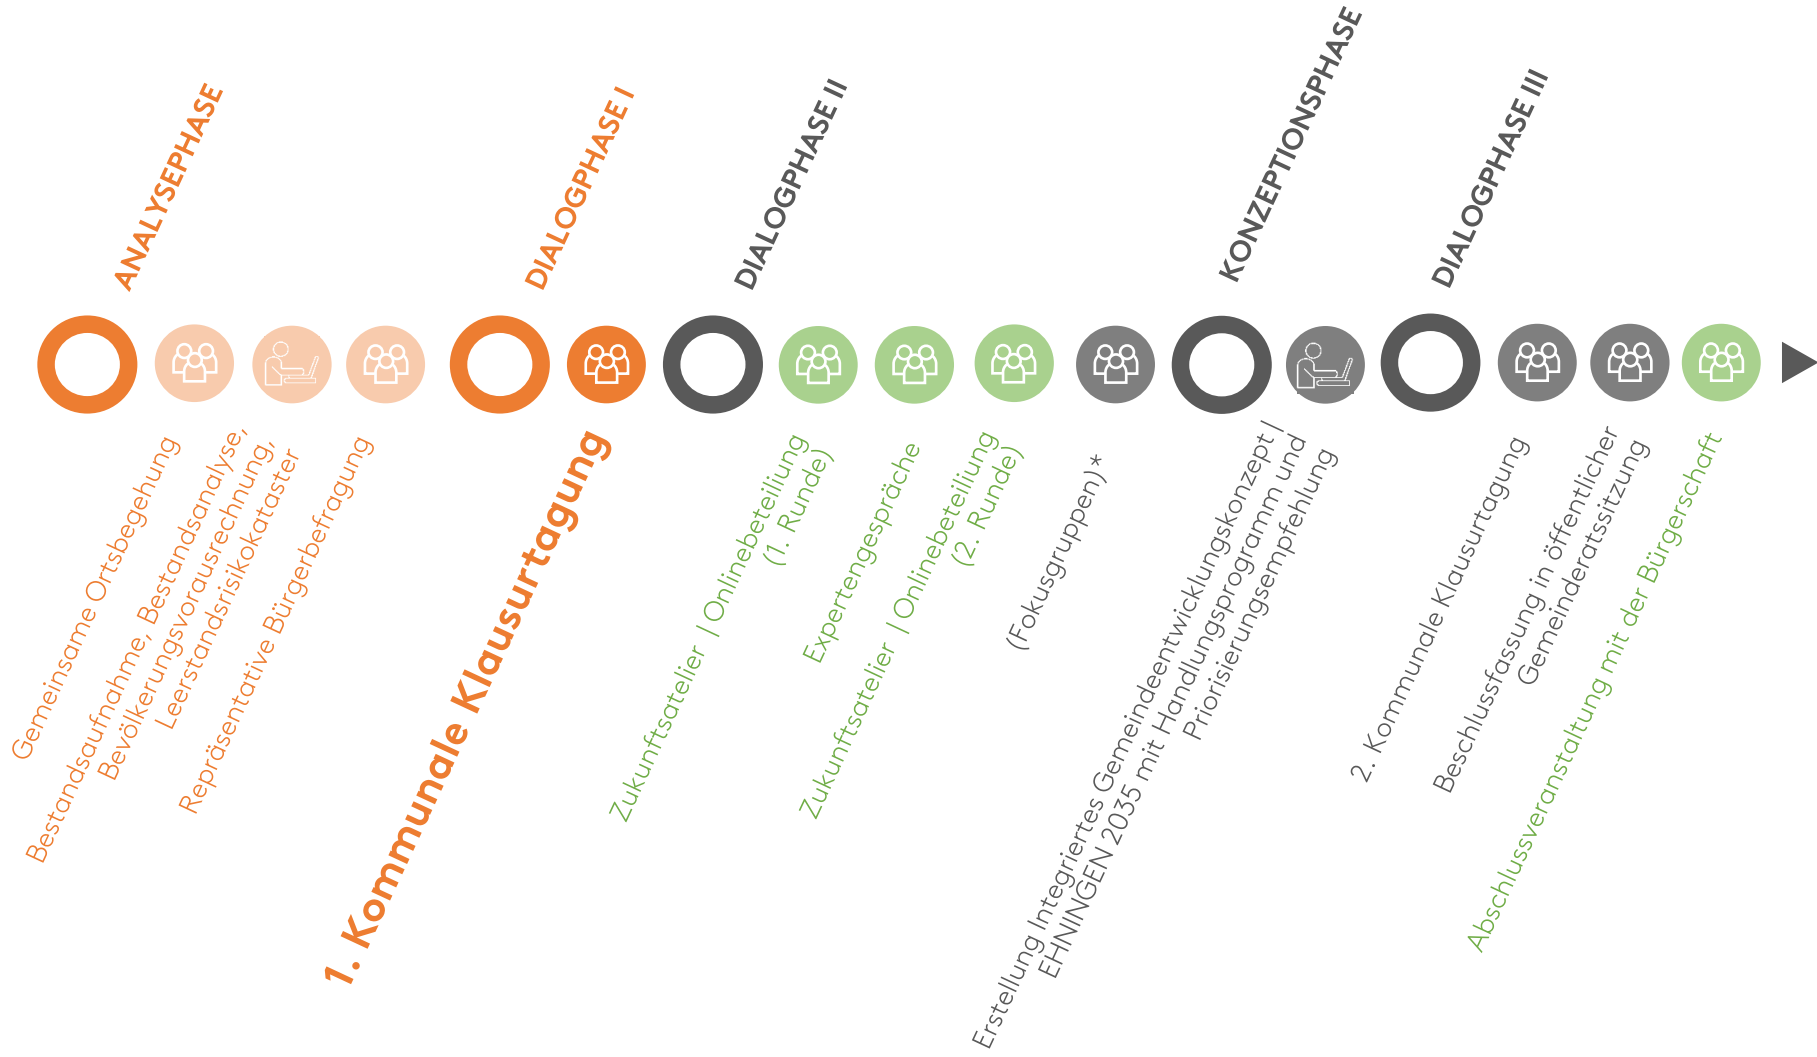 ANALYSEPHASE
DIALOGPHASE I
DIALOGPHASE II
KONZEPTIONSPHASE
DIALOGPHASE III
Gemeinsame Ortsbegehung
Bestandsaufnahme, Bestandsanalyse,
Bevölkerungsvorausrechnung,
Leerstandsrisikokataster
Repräsentative Bürgerbefragung
1. Kommunale Klausurtagung
Zukunftsatelier | Onlinebeteiliung
(1. Runde)
Expertengespräche
Zukunftsatelier | Onlinebeteiliung
(2. Runde)
(Fokusgruppen)*
Erstellung Integriertes Gemeindeentwicklungskonzept |
EHNINGEN 2035 mit Handlungsprogramm und
Priorisierungsempfehlung
2. Kommunale Klausurtagung
Beschlussfassung in öffentlicher
Gemeinderatssitzung
Abschlussveranstaltung mit der Bürgerschaft